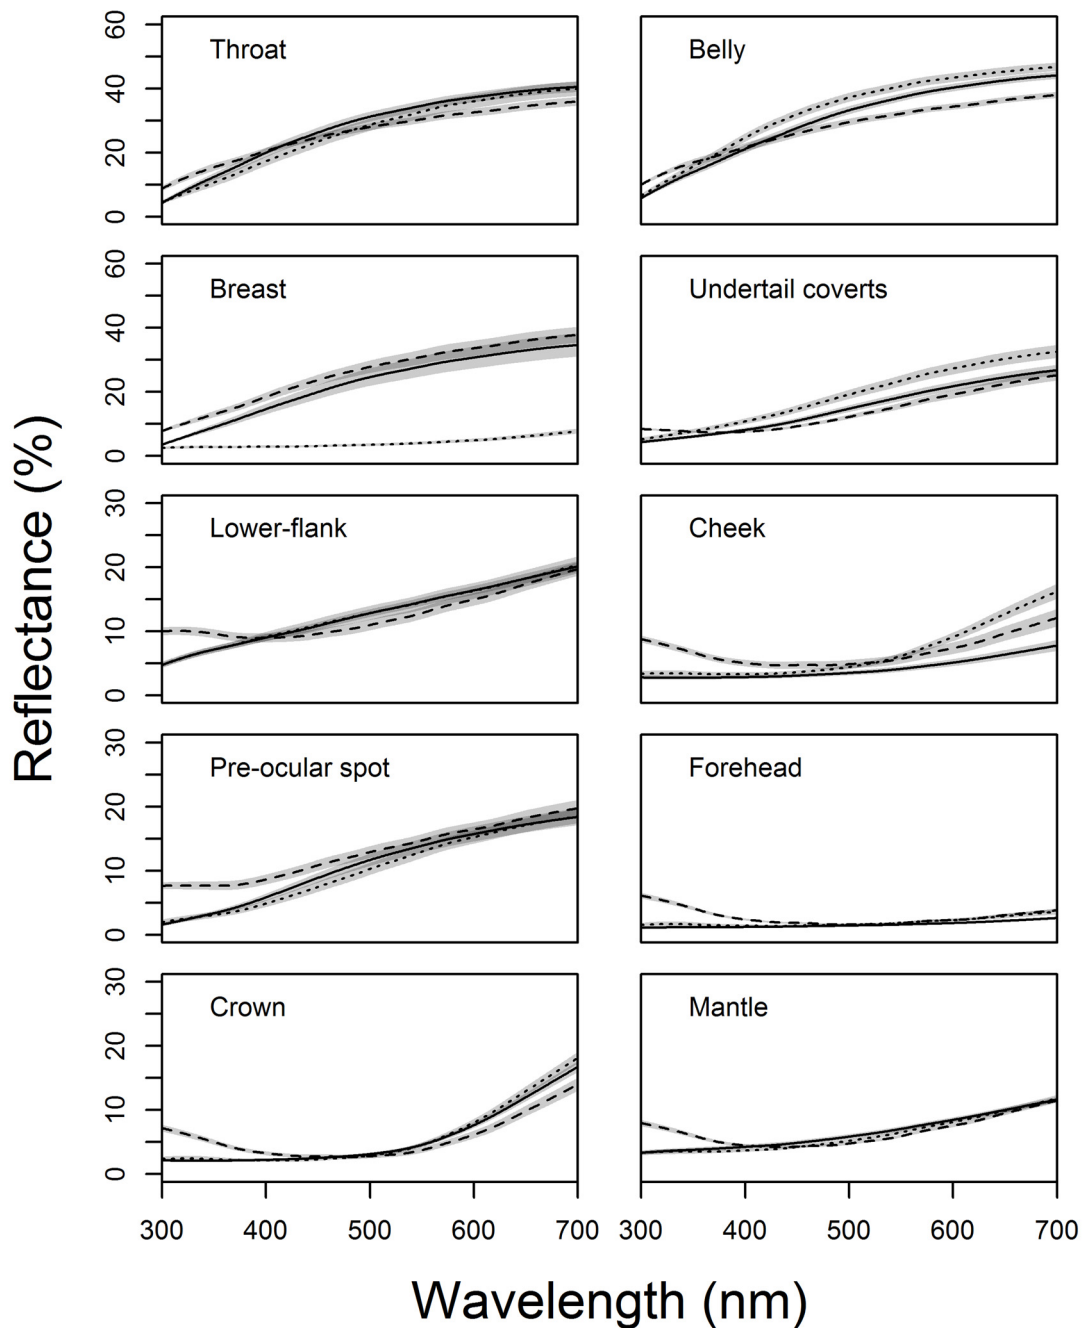 Reflectance (%)
Throat
60
40
20
0
Belly
Breast
60
40
20
0
Undertail coverts
Lower-flank
30
20
10
0
Cheek
Pre-ocular spot
30
20
10
0
Forehead
Crown
30
20
10
0
Mantle
300 400 500 600 700 300 400 500 600 700
Wavelength (nm)